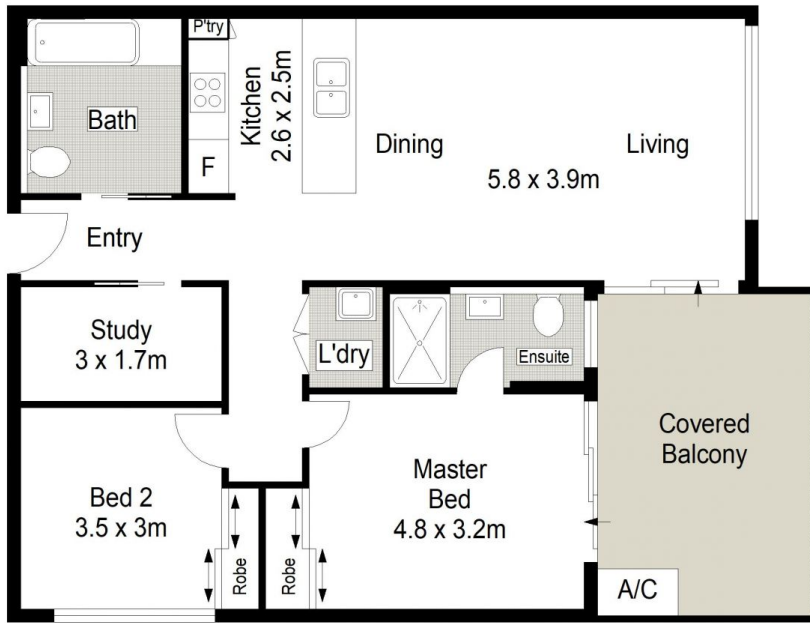 P'try
Bath
Kitchen
2.6 x 2.5m
F
Dining
Living
5.8 x 3.9m
Entry
Study
3 x 1.7m
L'dry
Ensuite
Covered
Balcony
Bed 2
3.5 x 3m
Robe
Robe
Master
Bed
4.8 x 3.2m
A/C